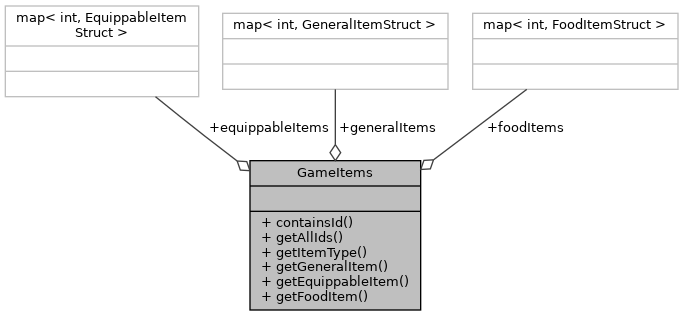 map< int, EquippableItem
Struct >
map< int, GeneralItemStruct >
map< int, FoodItemStruct >
+equippableItems
+generalItems
+foodItems
GameItems
+ containsId()
+ getAllIds()
+ getItemType()
+ getGeneralItem()
+ getEquippableItem()
+ getFoodItem()